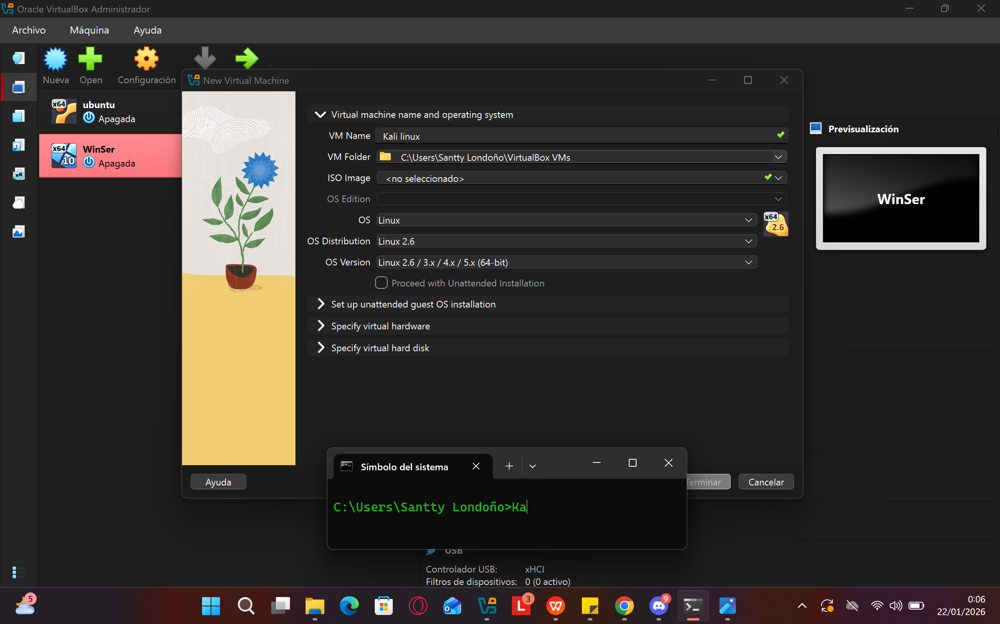 Oracle VirtualBox Administrador
Archivo Máquina Ayuda
Nueva Open Configuración
x64 ubuntu
Apagada
x64 10 WinSer
Apagada
New Virtual Machine
Virtual machine name and operating system
VM Name Kali linux
VM Folder C:\Users\Santty Londoño\VirtualBox VMs
ISO Image <no seleccionado>
OS Edition
OS Linux
x64 2.6
OS Distribution Linux 2.6
OS Version Linux 2.6 / 3.x / 4.x / 5.x (64-bit)
Proceed with Unattended Installation
Set up unattended guest OS installation
Specify virtual hardware
Specify virtual hard disk
Ayuda Terminar Cancelar
Previsualización
WinSer
Símbolo del sistema
C:\Users\Santty Londoño>Ka
USB
Controlador USB: xHCI
Filtros de dispositivos: 0 (0 activo)
5
L 3
9
0:06
22/01/2026